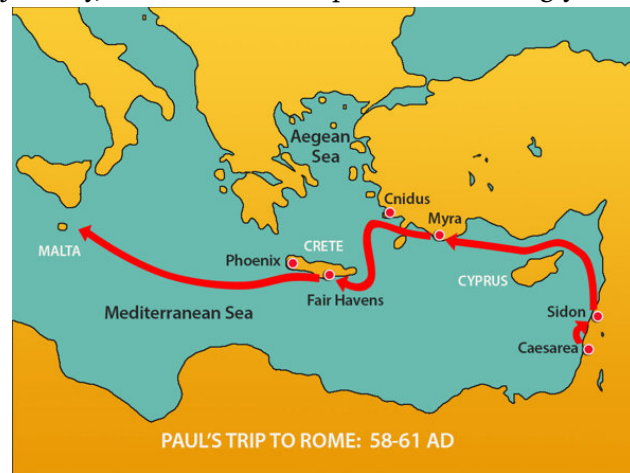 Aegean
Sea
Cnidus
Myra
CRETE
Phoenix
MALTA
CYPRUS
Fair Havens
Mediterranean Sea
Sidon
Caesarea
PAUL'S TRIP TO ROME: 58-61 AD